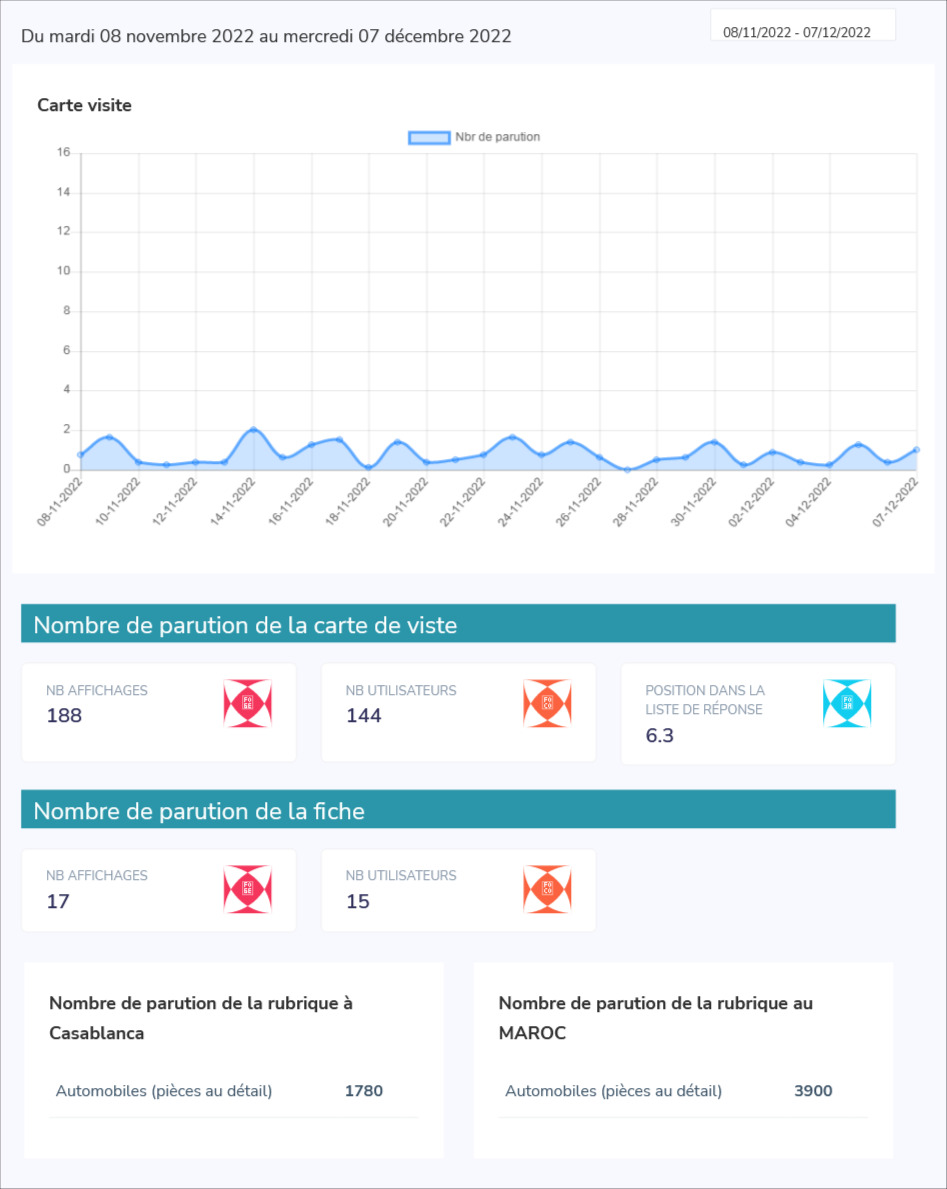 Du mardi 08 novembre 2022 au mercredi 07 décembre 2022
08/11/2022 - 07/12/2022
Carte visite
Nbr de parution
16
14
12
10
8
6
4
2
0
08-11-2022
10-11-2022
12-11-2022
14-11-2022
16-11-2022
18-11-2022
20-11-2022
22-11-2022
24-11-2022
26-11-2022
28-11-2022
30-11-2022
02-12-2022
04-12-2022
07-12-2022
Nombre de parution de la carte de viste
NB AFFICHAGES
188
NB UTILISATEURS
144
POSITION DANS LA
LISTE DE RÉPONSE
6.3
Nombre de parution de la fiche
NB AFFICHAGES
17
NB UTILISATEURS
15
Nombre de parution de la rubrique à
Casablanca
Automobiles (pièces au détail) 1780
Nombre de parution de la rubrique au
MAROC
Automobiles (pièces au détail) 3900